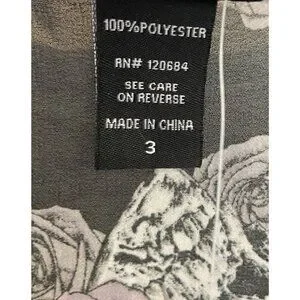 100%POLYESTER
RN# 120684
SEE CARE
ON REVERSE
MADE IN CHINA
3